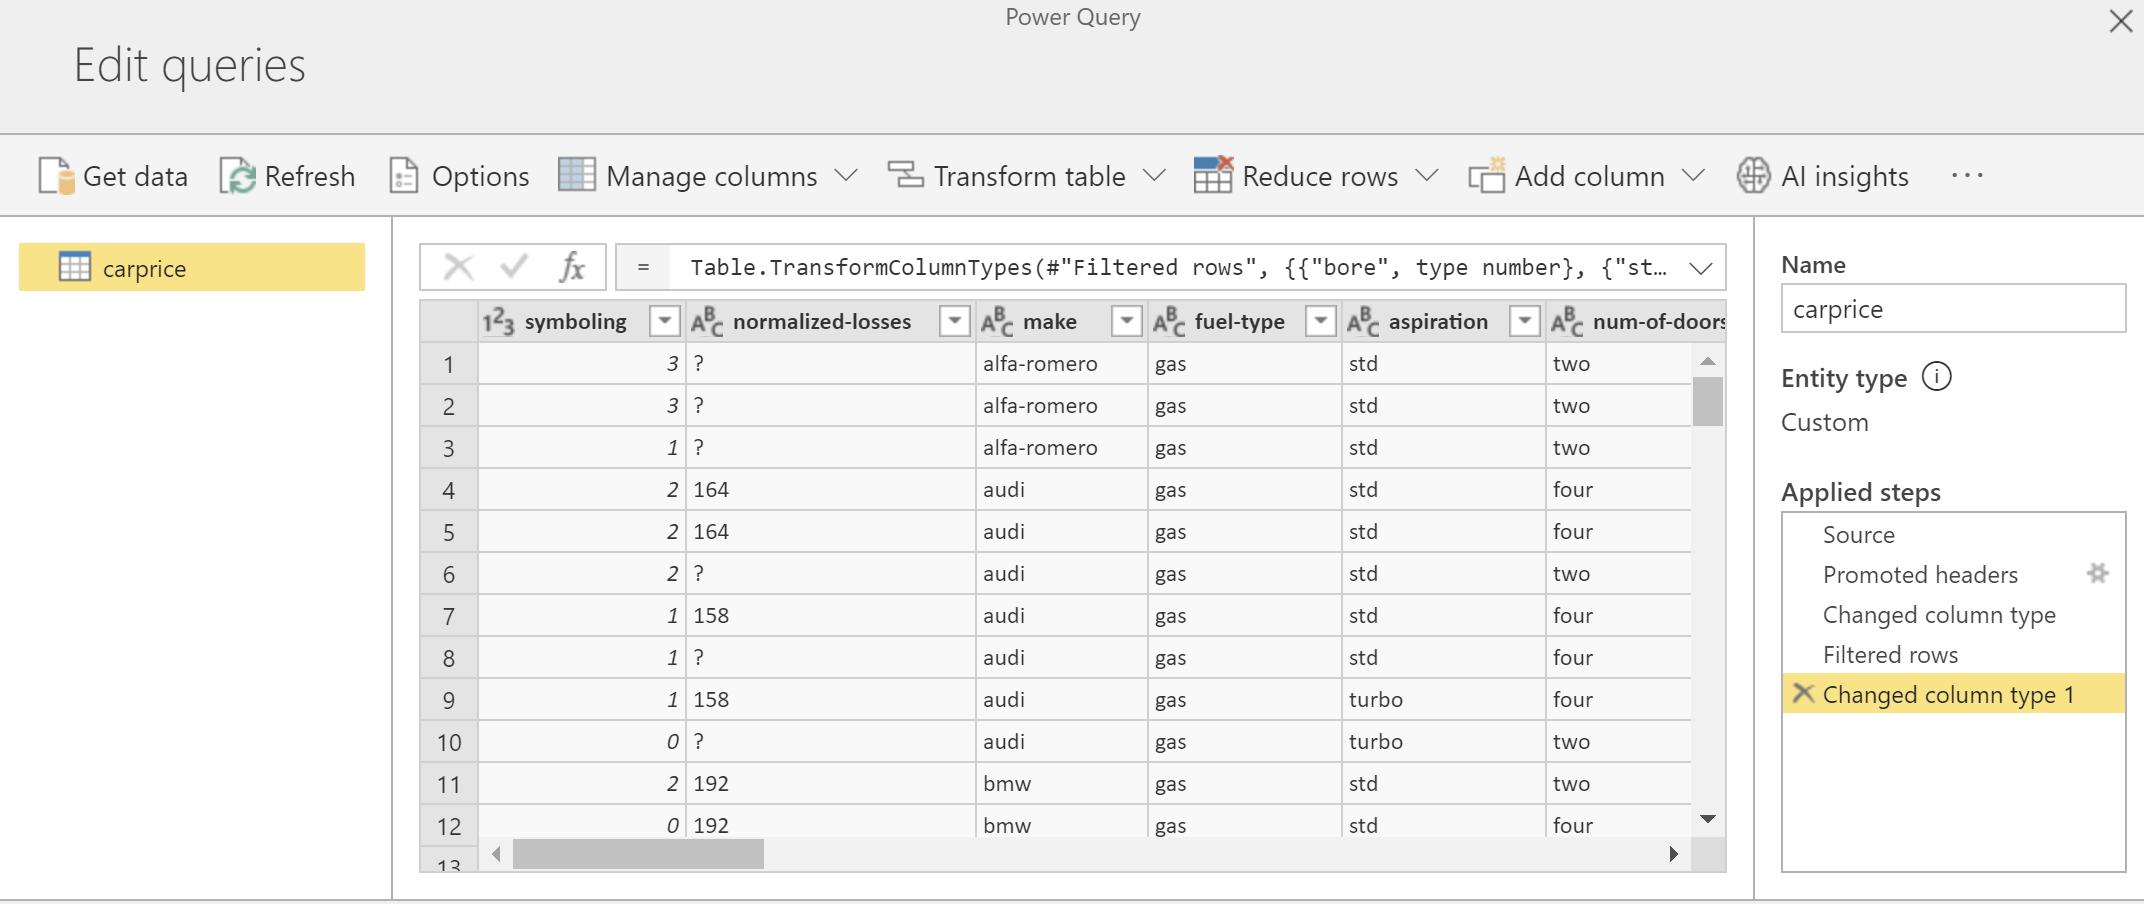 Power Query
Edit queries
Get data Refresh Options Manage columns Transform table Reduce rows Add column AI insights ...
carprice
fx = Table.TransformColumnTypes(#"Filtered rows", {{"bore", type number}, {"st...
123 symboling ABC normalized-losses ABC make ABC fuel-type ABC aspiration ABC num-of-doors
1 3 ? alfa-romero gas std two
2 3 ? alfa-romero gas std two
3 1 ? alfa-romero gas std two
4 2 164 audi gas std four
5 2 164 audi gas std four
6 2 ? audi gas std two
7 1 158 audi gas std four
8 1 ? audi gas std four
9 1 158 audi gas turbo four
10 0 ? audi gas turbo two
11 2 192 bmw gas std two
12 0 192 bmw gas std four
13
Name
carprice
Entity type
Custom
Applied steps
Source
Promoted headers
Changed column type
Filtered rows
Changed column type 1